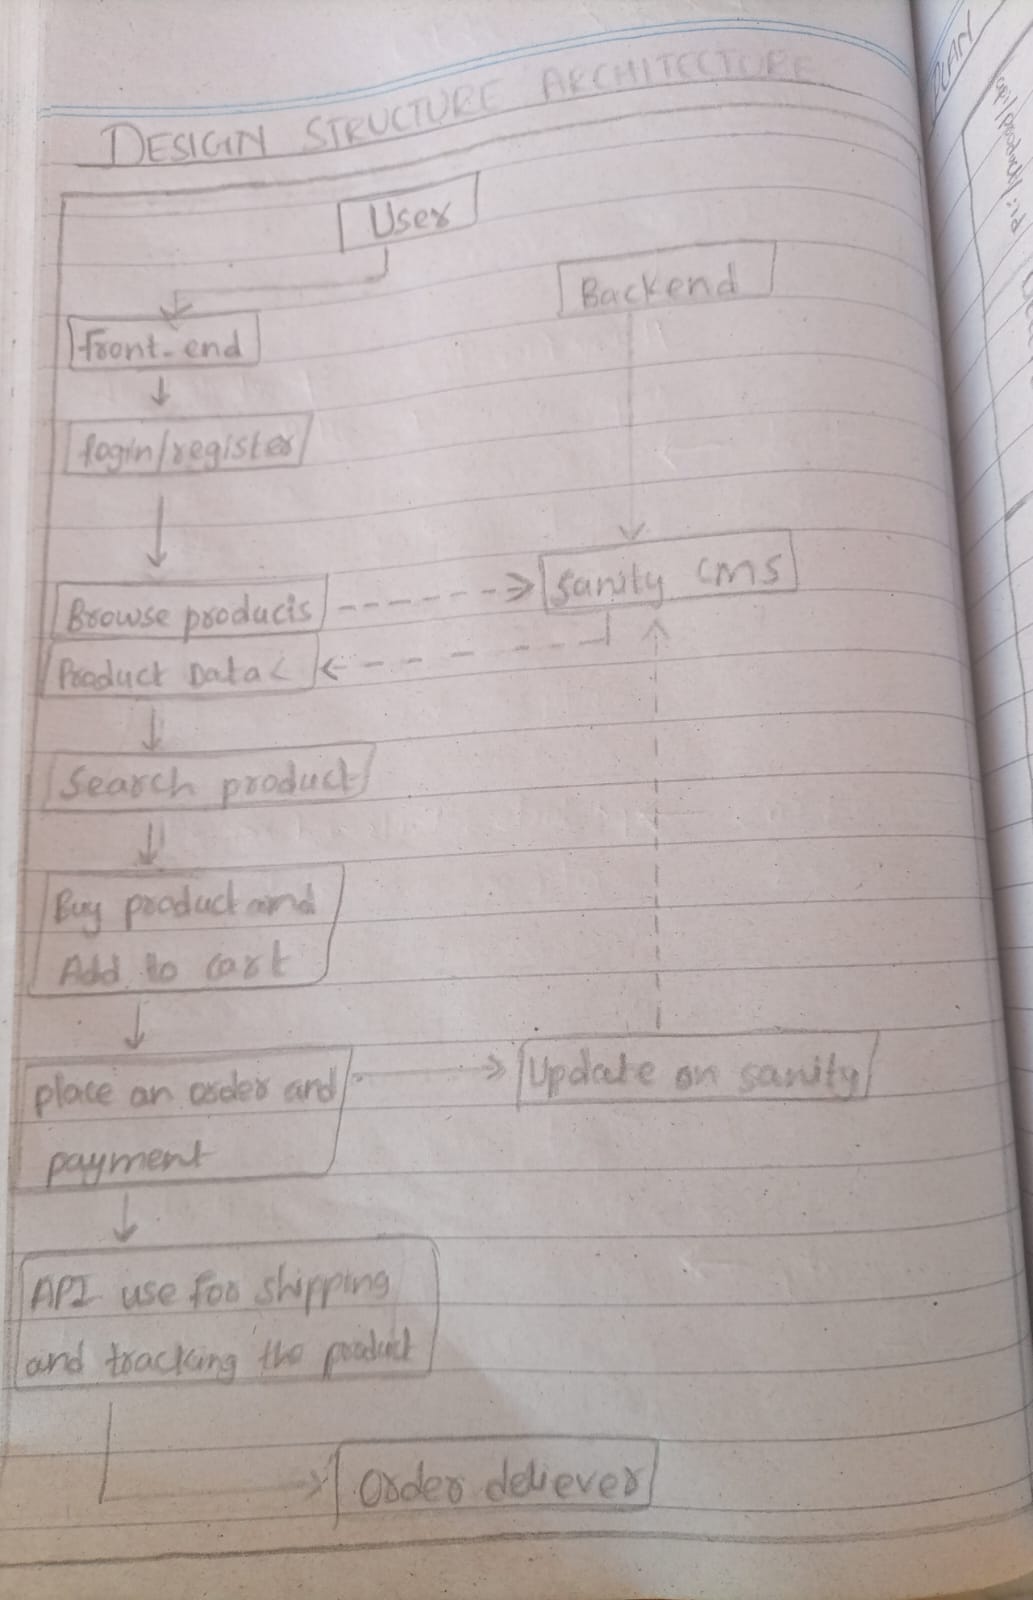 DESIGN STRUCTURE ARCHITECTURE
User
Backend
front-end
login/register
Browse products
Sanity CMS
Product Data <
Search product
Buy product and
Add to cart
place an order and
payment
Update on sanity
API use for shipping
and tracking the product
Order deliever
PLAN
api/products/:id